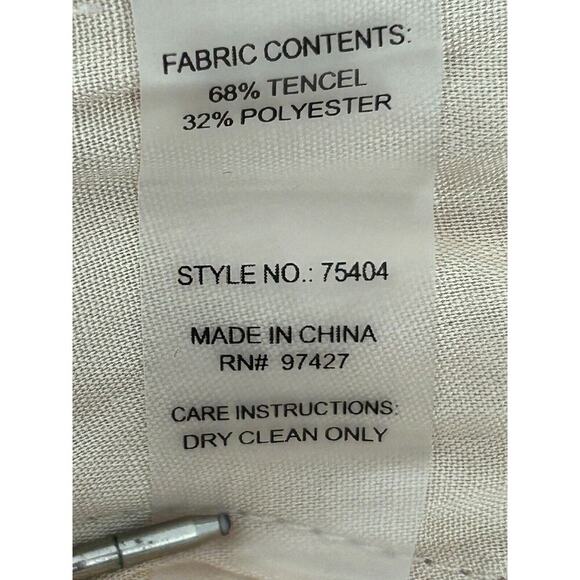 FABRIC CONTENTS:
68% TENCEL
32% POLYESTER
STYLE NO.: 75404
MADE IN CHINA
RN# 97427
CARE INSTRUCTIONS:
DRY CLEAN ONLY